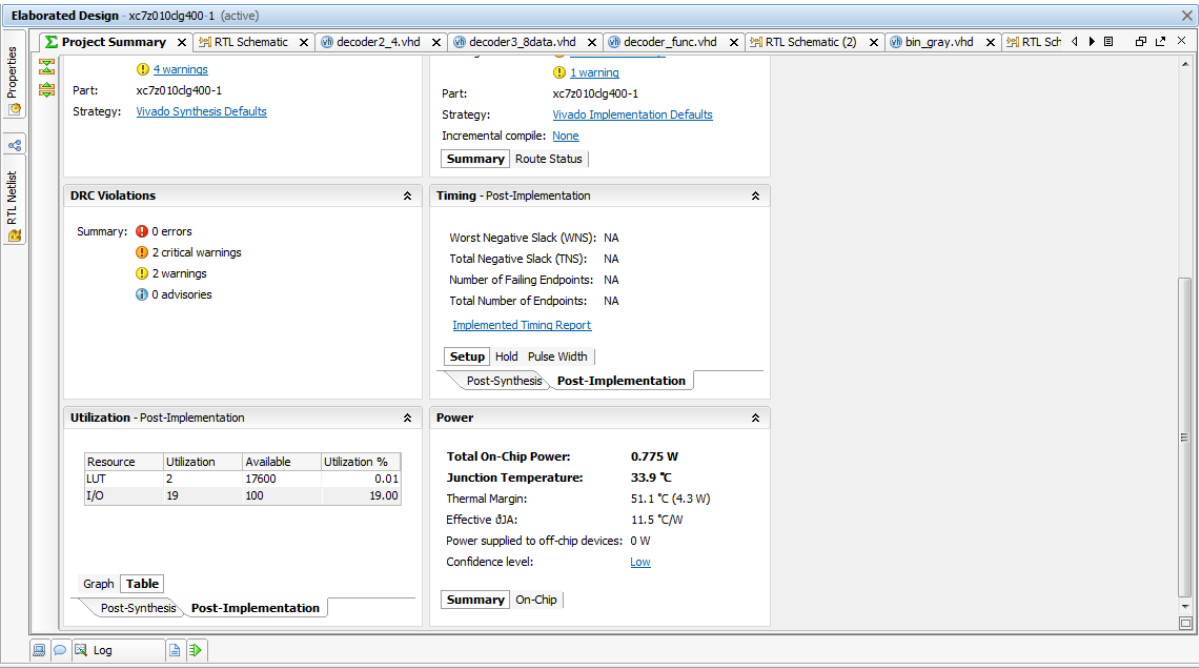 Elaborated Design - xc7z010clg400-1 (active)
Project Summary
RTL Schematic
decoder2_4.vhd
decoder3_8data.vhd
decoder_func.vhd
RTL Schematic (2)
bin_gray.vhd
RTL Sch
Properties
RTL Netlist
4 warnings
Part: xc7z010clg400-1
Strategy: Vivado Synthesis Defaults
1 warning
Part: xc7z010clg400-1
Strategy: Vivado Implementation Defaults
Incremental compile: None
Summary Route Status
DRC Violations
Summary: 0 errors
2 critical warnings
2 warnings
0 advisories
Timing - Post-Implementation
Worst Negative Slack (WNS): NA
Total Negative Slack (TNS): NA
Number of Failing Endpoints: NA
Total Number of Endpoints: NA
Implemented Timing Report
Setup Hold Pulse Width
Post-Synthesis Post-Implementation
Utilization - Post-Implementation
Resource Utilization Available Utilization %
LUT 2 17600 0.01
I/O 19 100 19.00
Graph Table
Post-Synthesis Post-Implementation
Power
Total On-Chip Power: 0.775 W
Junction Temperature: 33.9 °C
Thermal Margin: 51.1 °C (4.3 W)
Effective ϑJA: 11.5 °C/W
Power supplied to off-chip devices: 0 W
Confidence level: Low
Summary On-Chip
Log